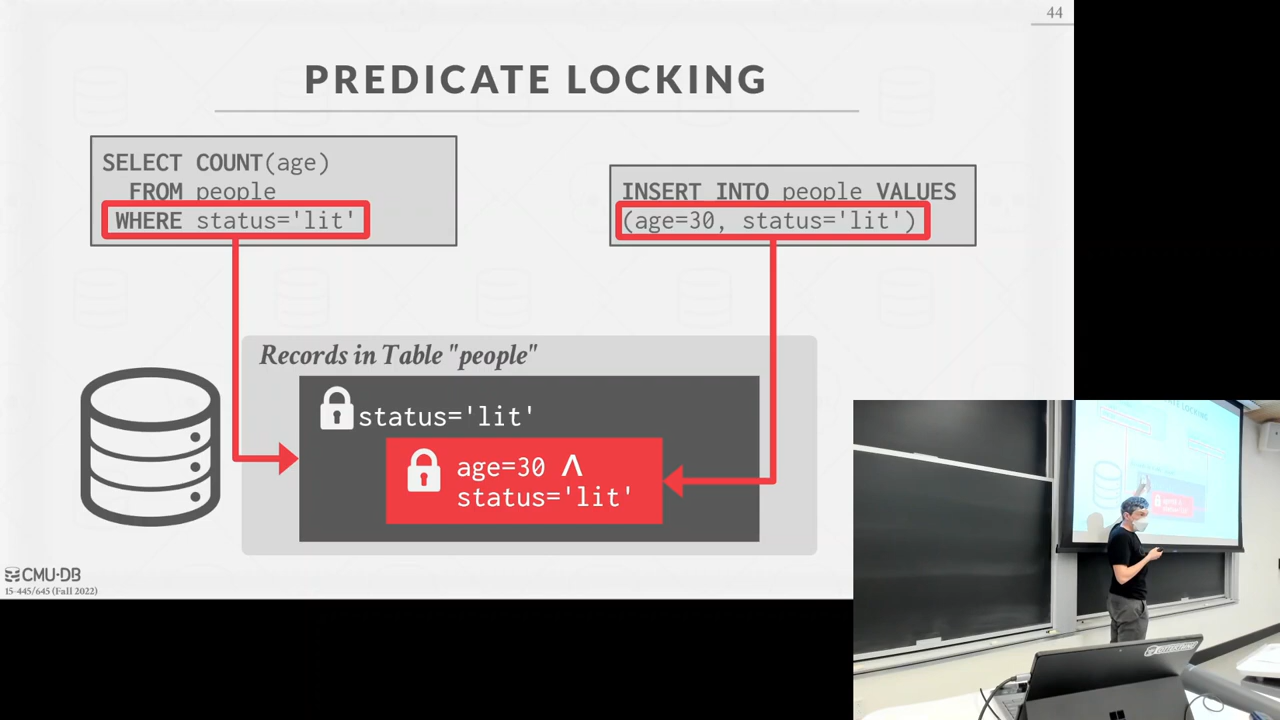 44
PREDICATE LOCKING
SELECT COUNT(age)
FROM people
WHERE status='lit'
INSERT INTO people VALUES
(age=30, status='lit')
Records in Table "people"
status='lit'
age=30 ∧
status='lit'
CMU·DB
15-445/645 (Fall 2022)